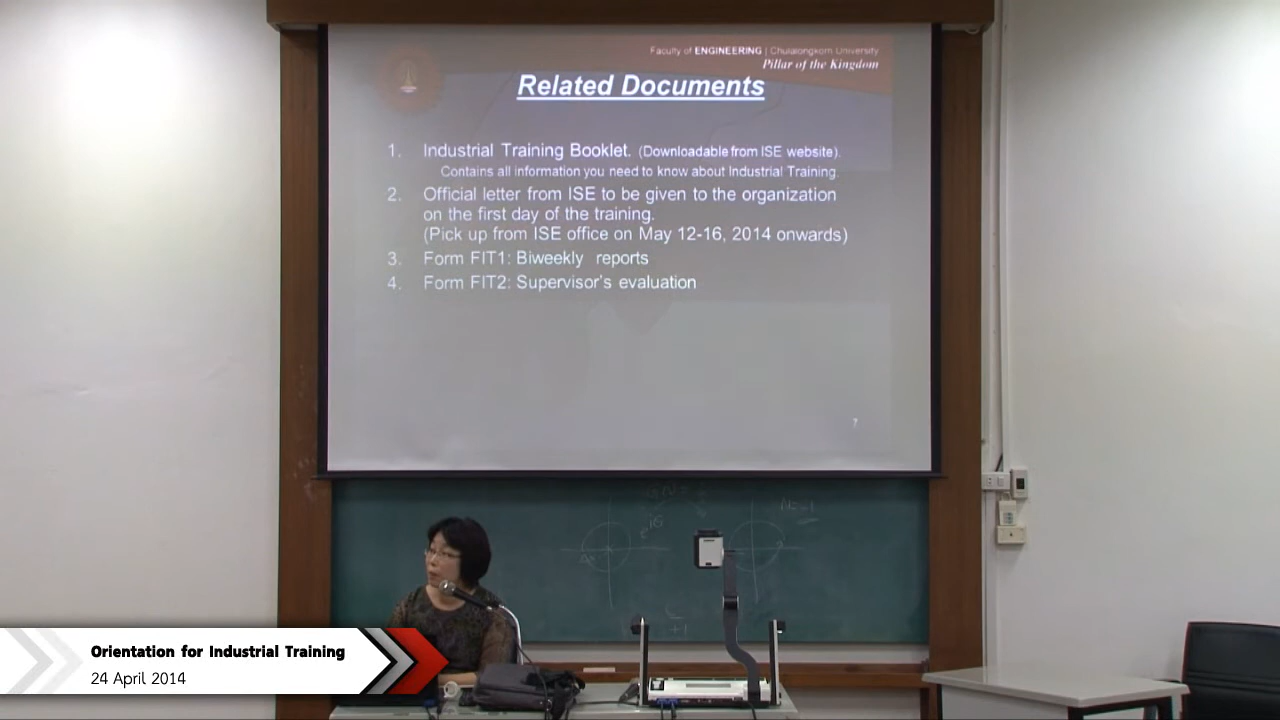 Faculty of ENGINEERING | Chulalongkorn University
Pillar of the Kingdom
Related Documents
1. Industrial Training Booklet. (Downloadable from ISE website).
Contains all information you need to know about Industrial Training.
2. Official letter from ISE to be given to the organization
on the first day of the training.
(Pick up from ISE office on May 12-16, 2014 onwards)
3. Form FIT1: Biweekly reports
4. Form FIT2: Supervisor's evaluation
7
Orientation for Industrial Training
24 April 2014